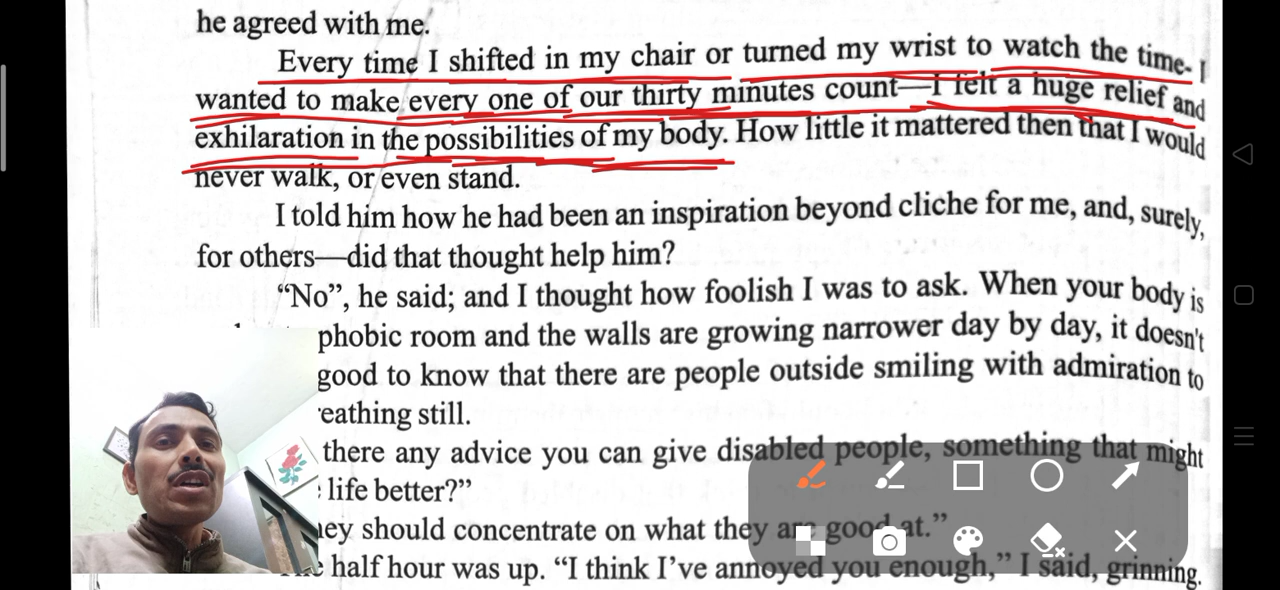 he agreed with me.
Every time I shifted in my chair or turned my wrist to watch the time- I
wanted to make every one of our thirty minutes count—I felt a huge relief and
exhilaration in the possibilities of my body. How little it mattered then that I would
never walk, or even stand.
I told him how he had been an inspiration beyond cliche for me, and, surely,
for others—did that thought help him?
“No”, he said; and I thought how foolish I was to ask. When your body is
phobic room and the walls are growing narrower day by day, it doesn't
good to know that there are people outside smiling with admiration to
eathing still.
there any advice you can give disabled people, something that might
life better?”
ey should concentrate on what they are good at.”
half hour was up. “I think I’ve annoyed you enough,” I said, grinning.